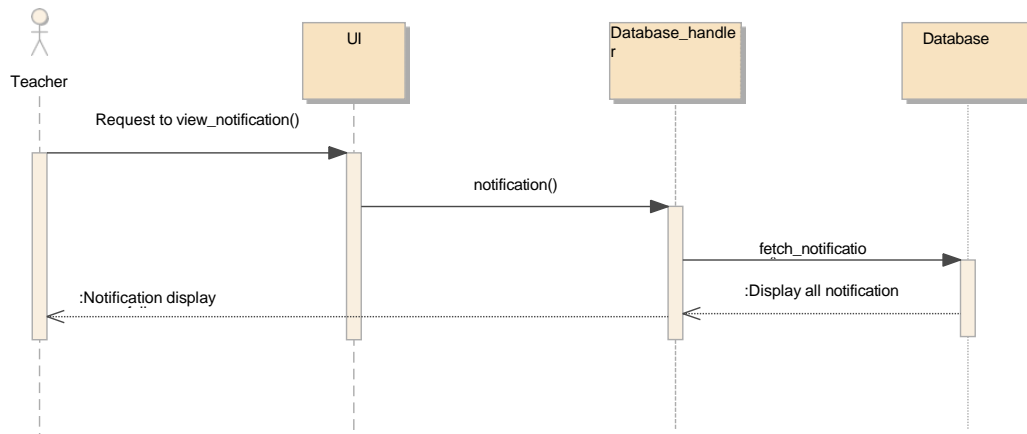 UI
Database_handle
r
Database
Teacher
Request to view_notification()
notification()
fetch_notificatio
:Display all notification
:Notification display